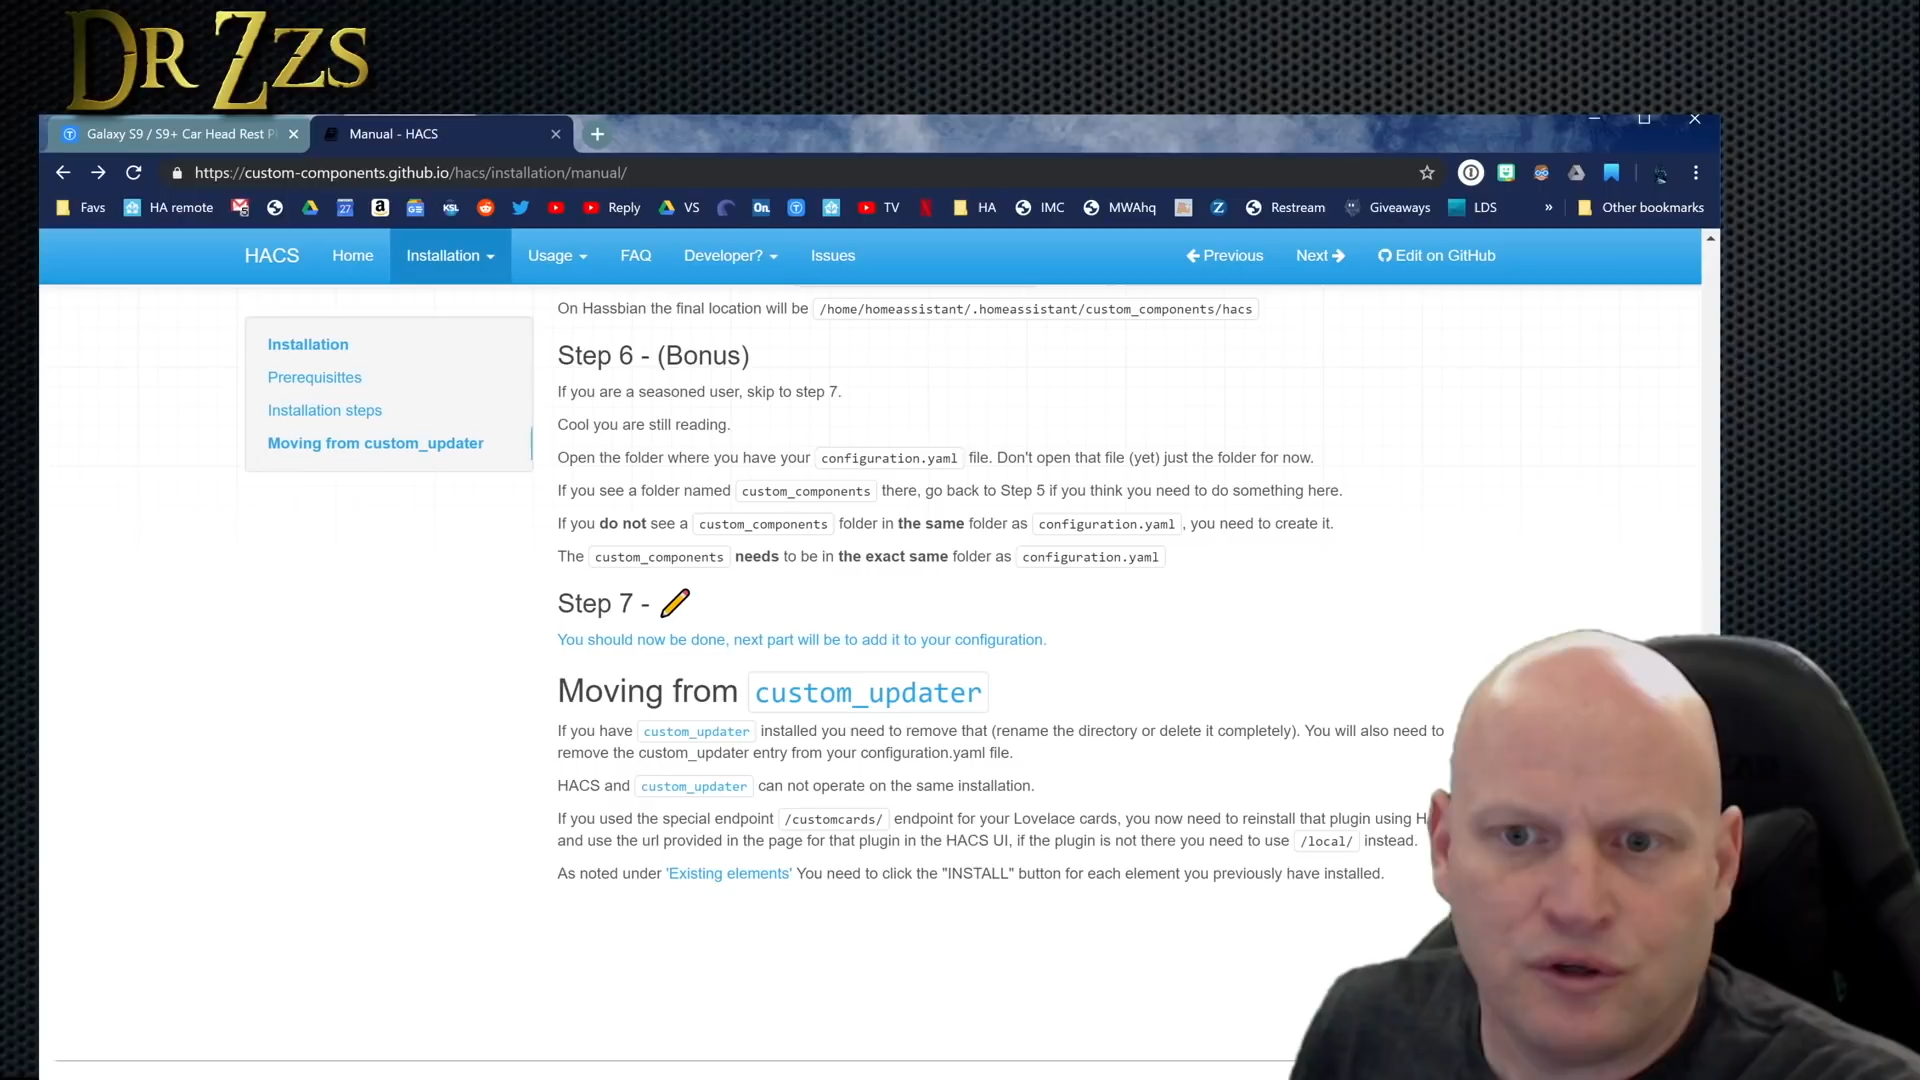 DR ZZS
Galaxy S9 / S9+ Car Head Rest P
Manual - HACS
https://custom-components.github.io/hacs/installation/manual/
Favs HA remote 27 a KSL Reply VS On. TV HA IMC MWAhq Z Restream Giveaways LDS » Other bookmarks
HACS Home Installation Usage FAQ Developer? Issues Previous Next Edit on GitHub
Installation
Prerequisittes
Installation steps
Moving from custom_updater
On Hassbian the final location will be /home/homeassistant/.homeassistant/custom_components/hacs
Step 6 - (Bonus)
If you are a seasoned user, skip to step 7.
Cool you are still reading.
Open the folder where you have your configuration.yaml file. Don't open that file (yet) just the folder for now.
If you see a folder named custom_components there, go back to Step 5 if you think you need to do something here.
If you do not see a custom_components folder in the same folder as configuration.yaml, you need to create it.
The custom_components needs to be in the exact same folder as configuration.yaml
Step 7 -
You should now be done, next part will be to add it to your configuration.
Moving from custom_updater
If you have custom_updater installed you need to remove that (rename the directory or delete it completely). You will also need to
remove the custom_updater entry from your configuration.yaml file.
HACS and custom_updater can not operate on the same installation.
If you used the special endpoint /customcards/ endpoint for your Lovelace cards, you now need to reinstall that plugin using H
and use the url provided in the page for that plugin in the HACS UI, if the plugin is not there you need to use /local/ instead.
As noted under 'Existing elements' You need to click the "INSTALL" button for each element you previously have installed.